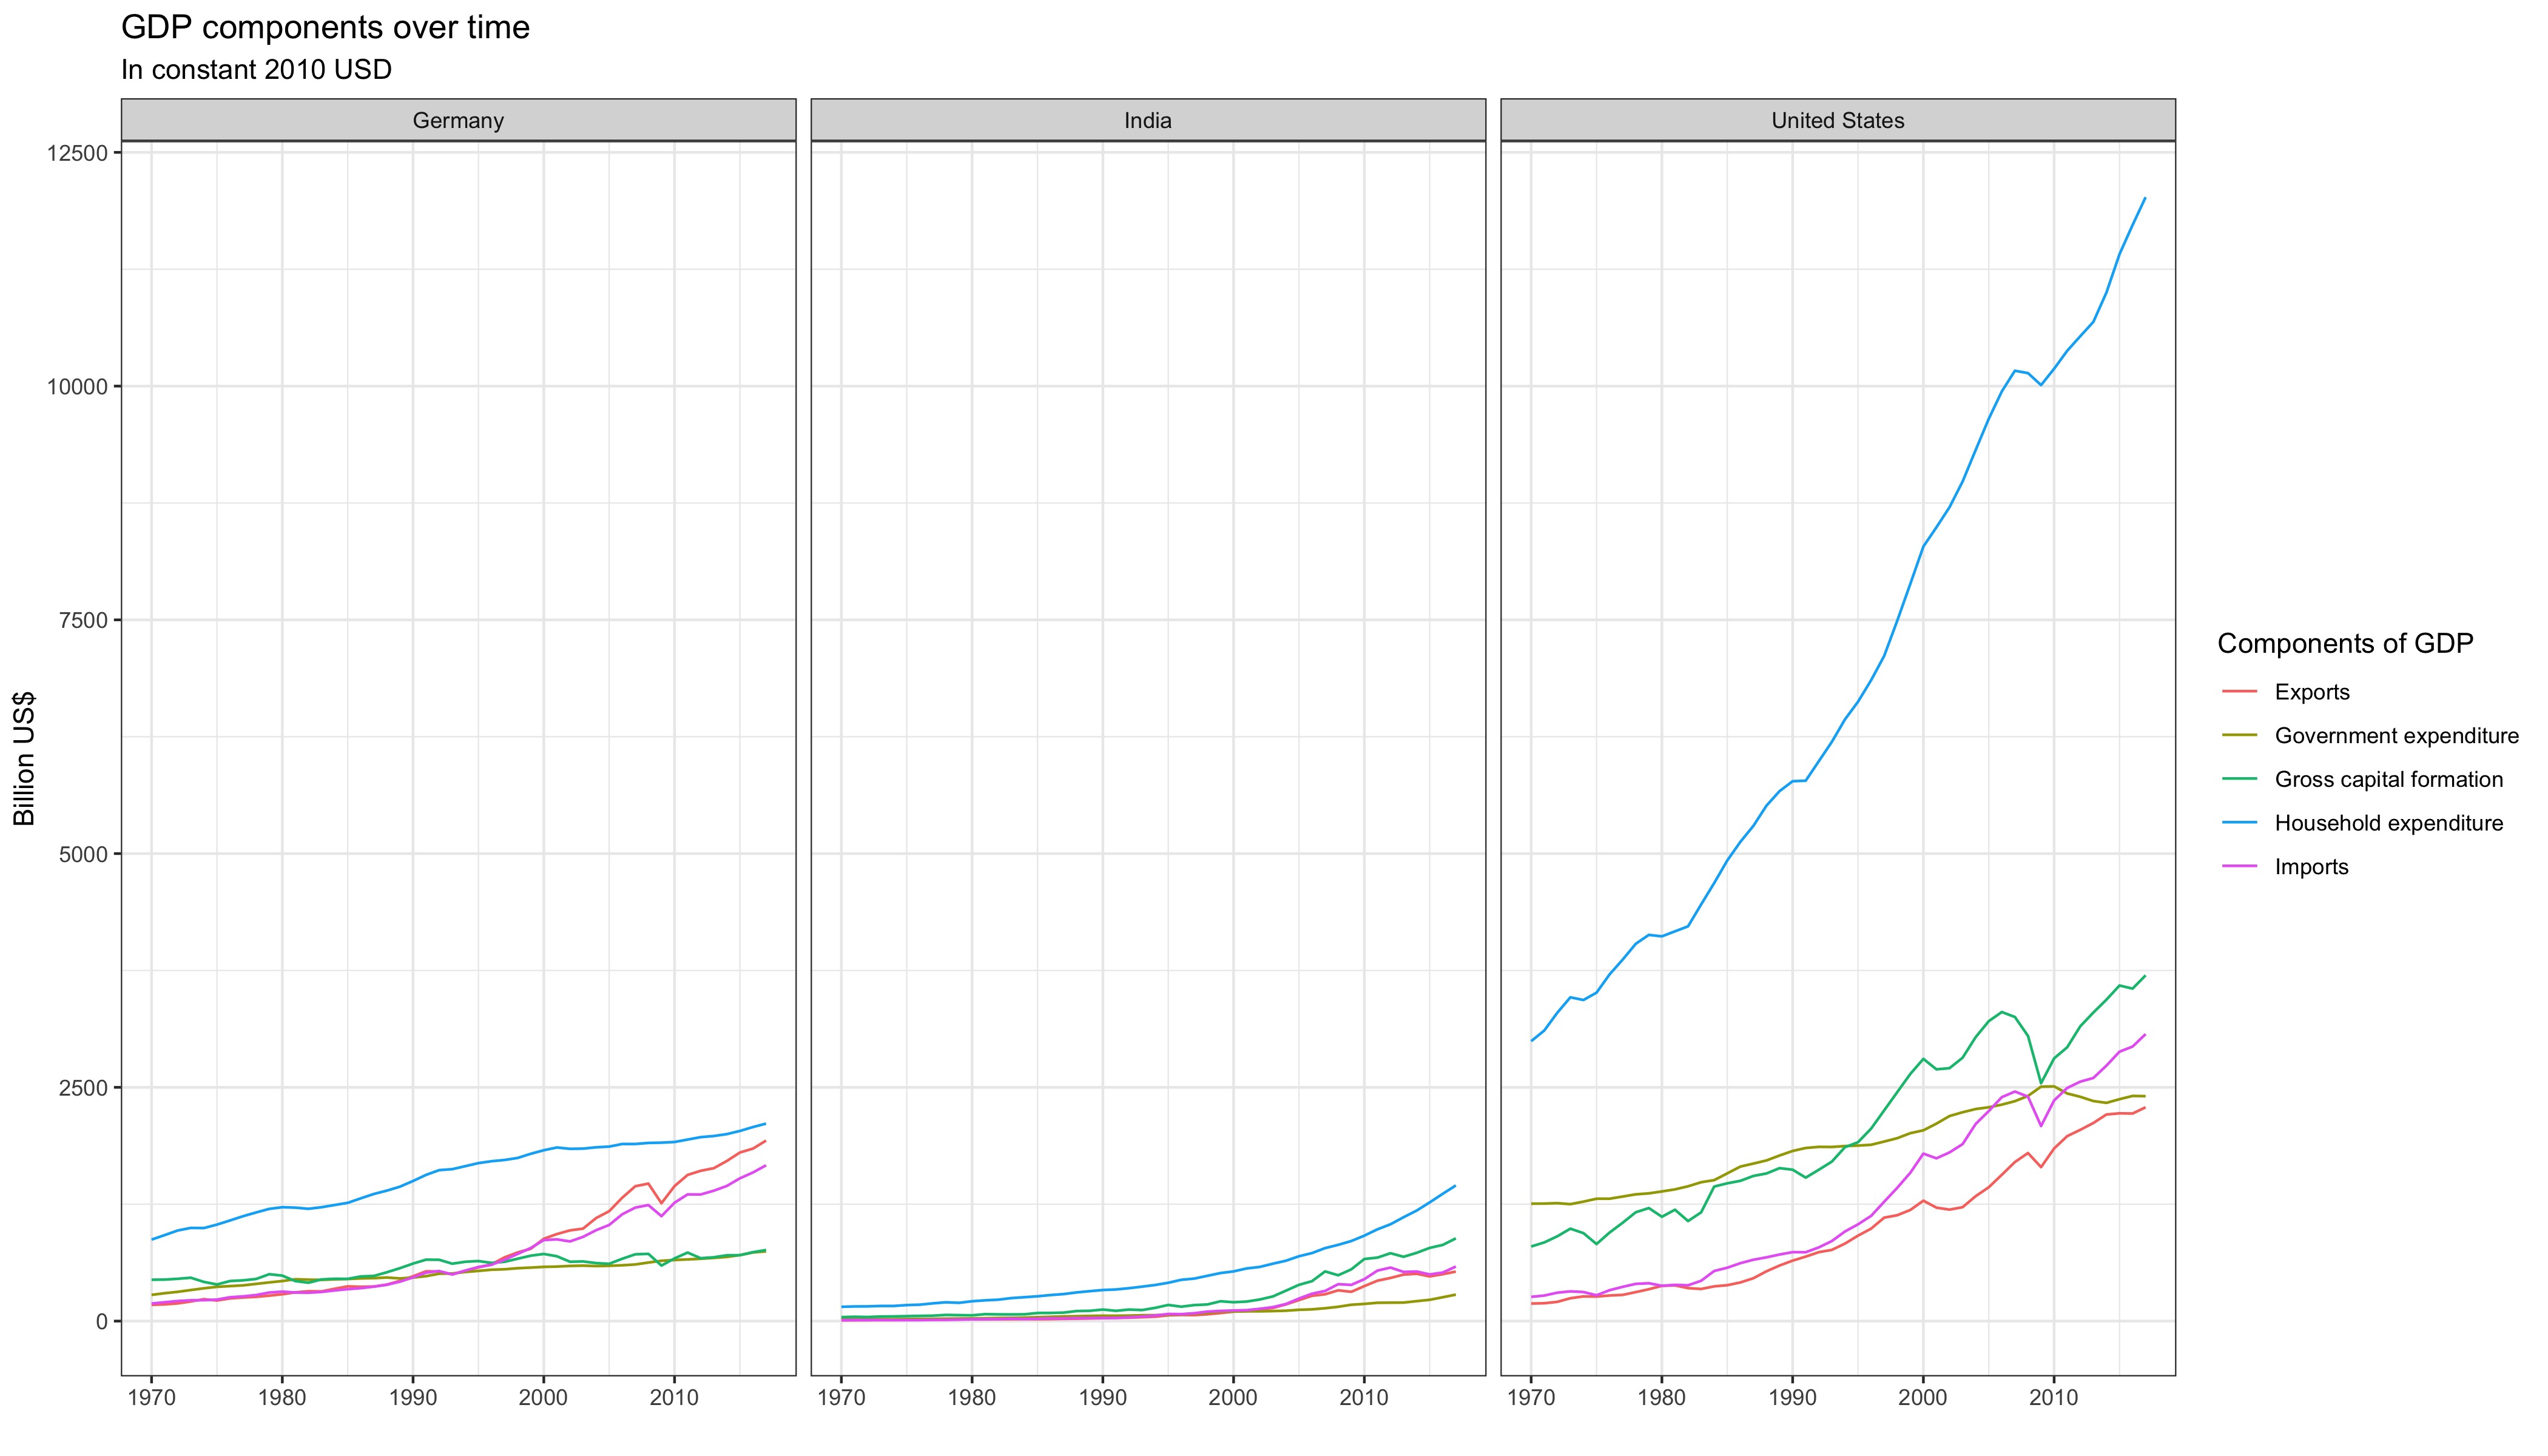 GDP components over time
In constant 2010 USD
Germany
India
United States
12500
10000
7500
5000
2500
0
Billion US$
1970 1980 1990 2000 2010
1970 1980 1990 2000 2010
1970 1980 1990 2000 2010
Components of GDP
Exports
Government expenditure
Gross capital formation
Household expenditure
Imports